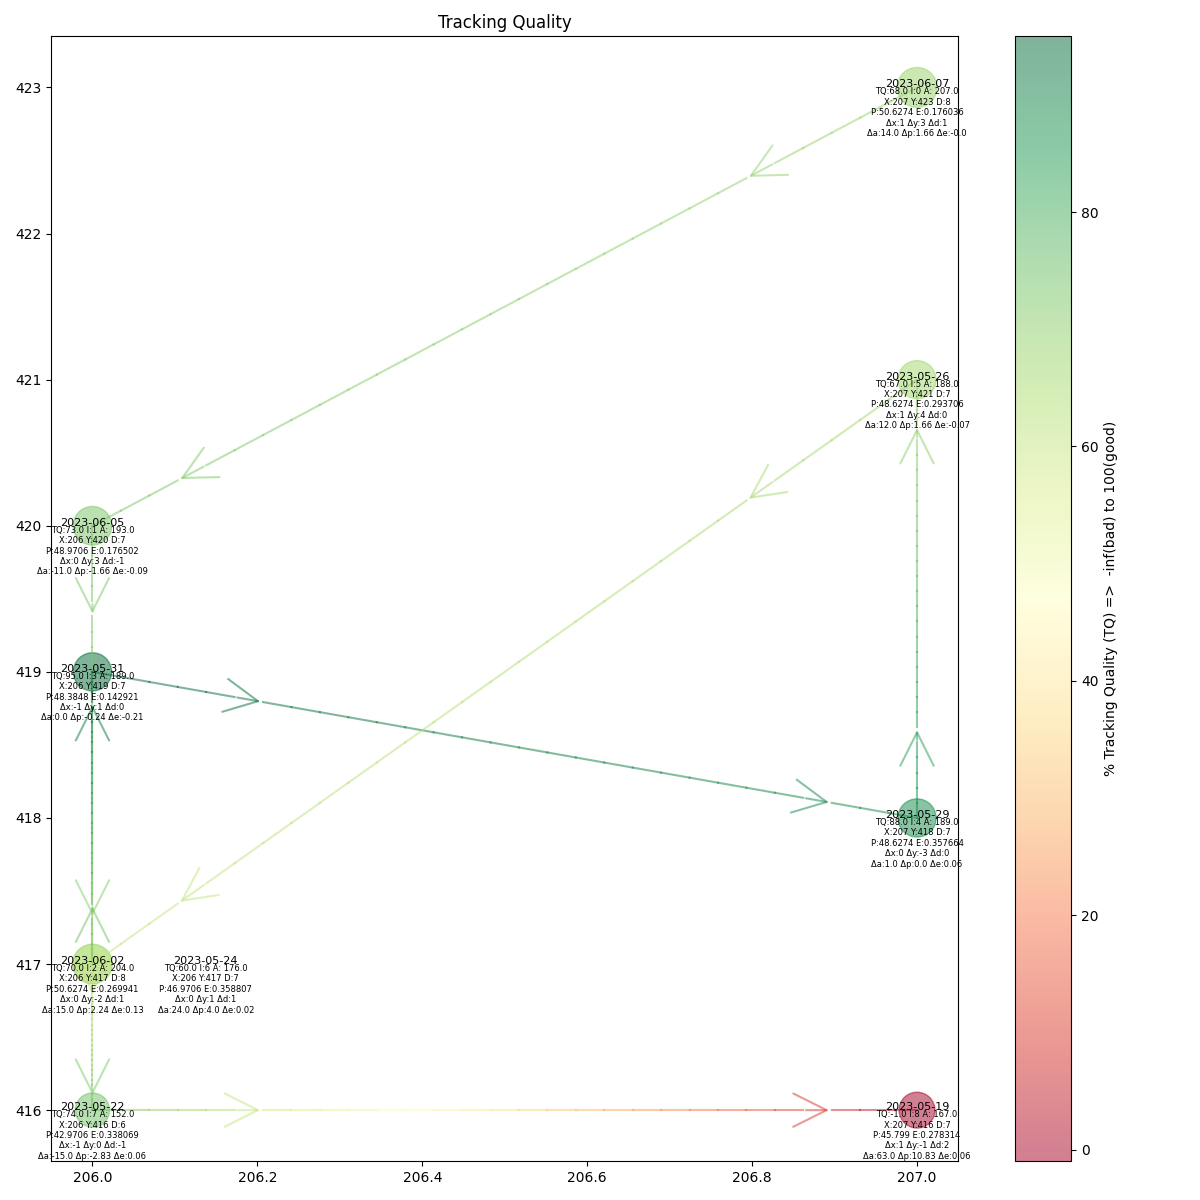 Tracking Quality
423
422
421
420
419
418
417
416
206.0
206.2
206.4
206.6
206.8
207.0
2023-06-07
TQ:68.0 I:0 A: 207.0
X:207 Y:423 D:8
P:50.6274 E:0.176036
Δx:1 Δy:3 Δd:1
Δa:14.0 Δp:1.66 Δe:-0.0
2023-05-26
TQ:67.0 I:5 A: 188.0
X:207 Y:421 D:7
P:48.6274 E:0.293706
Δx:1 Δy:4 Δd:0
Δa:12.0 Δp:1.66 Δe:-0.07
2023-06-05
TQ:73.0 I:1 A: 193.0
X:206 Y:420 D:7
P:48.9706 E:0.176502
Δx:0 Δy:3 Δd:-1
Δa:-11.0 Δp:-1.66 Δe:-0.09
2023-05-31
TQ:95.0 I:3 A: 189.0
X:206 Y:419 D:7
P:48.3848 E:0.142921
Δx:-1 Δy:1 Δd:0
Δa:0.0 Δp:-0.24 Δe:-0.21
2023-05-29
TQ:88.0 I:4 A: 189.0
X:207 Y:418 D:7
P:48.6274 E:0.357664
Δx:0 Δy:-3 Δd:0
Δa:1.0 Δp:0.0 Δe:0.06
2023-06-02
TQ:70.0 I:2 A: 204.0
X:206 Y:417 D:8
P:50.6274 E:0.269941
Δx:0 Δy:-2 Δd:1
Δa:15.0 Δp:2.24 Δe:0.13
2023-05-24
TQ:60.0 I:6 A: 176.0
X:206 Y:417 D:7
P:46.9706 E:0.358807
Δx:0 Δy:1 Δd:1
Δa:24.0 Δp:4.0 Δe:0.02
2023-05-22
TQ:74.0 I:7 A: 152.0
X:206 Y:416 D:6
P:42.9706 E:0.338069
Δx:-1 Δy:0 Δd:-1
Δa:-15.0 Δp:-2.83 Δe:0.06
2023-05-19
TQ:-1.0 I:8 A: 167.0
X:207 Y:416 D:7
P:45.799 E:0.278314
Δx:1 Δy:-1 Δd:2
Δa:63.0 Δp:10.83 Δe:0.06
80
60
40
20
0
% Tracking Quality (TQ) => -inf(bad) to 100(good)